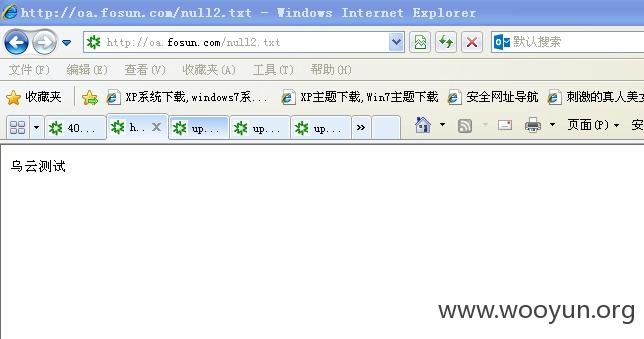 http://oa.fosun.com/null2.txt - Windows Internet Explorer
http://oa.fosun.com/null2.txt 默认搜索
文件(F) 编辑(E) 查看(V) 收藏夹(A) 工具(T) 帮助(H)
收藏夹 XP系统下载,windows7系... XP主题下载,Win7主题下载 安全网址导航 刺激的真人美女
40... h... up... up... up... » 页面(P) 安
乌云测试
www.wooyun.org